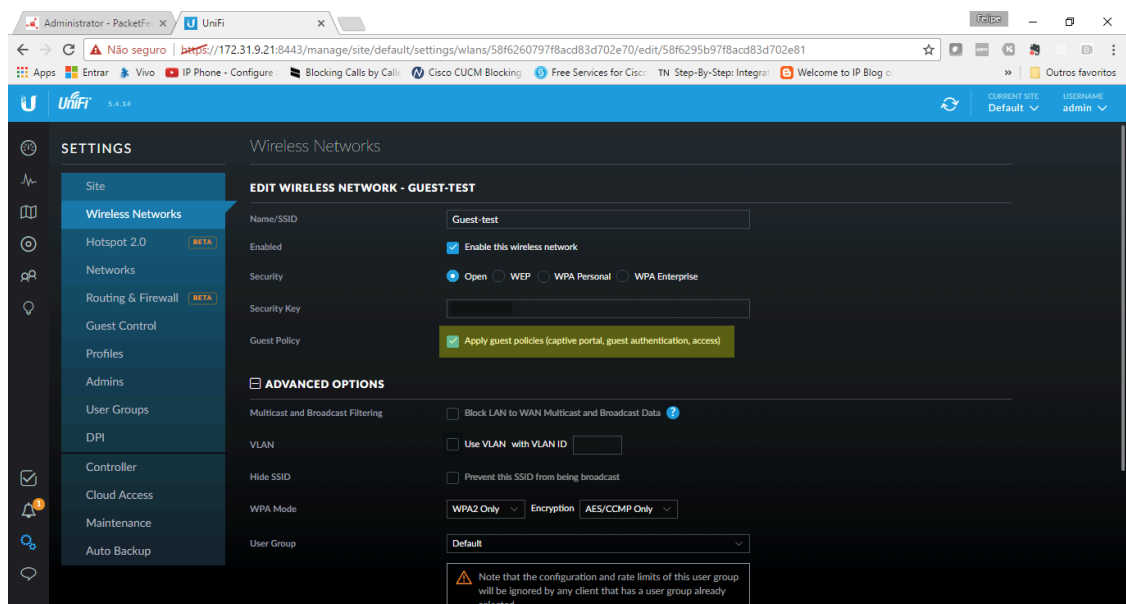 Administrator - PacketFe
UniFi
Felipe
Não seguro
https://172.31.9.21:8443/manage/site/default/settings/wlans/58f6260797f8acd83d702e70/edit/58f6295b97f8acd83d702e81
Apps
Entrar
Vivo
IP Phone - Configure
Blocking Calls by Calli
Cisco CUCM Blocking
Free Services for Cisco
TN Step-By-Step: Integrat
Welcome to IP Blog o
»
Outros favoritos
UniFi 5.4.14
CURRENT SITE
Default
USERNAME
admin
SETTINGS
Site
Wireless Networks
Hotspot 2.0 BETA
Networks
Routing & Firewall BETA
Guest Control
Profiles
Admins
User Groups
DPI
Controller
Cloud Access
Maintenance
Auto Backup
1
Wireless Networks
EDIT WIRELESS NETWORK - GUEST-TEST
Name/SSID Guest-test
Enabled Enable this wireless network
Security Open WEP WPA Personal WPA Enterprise
Security Key
Guest Policy Apply guest policies (captive portal, guest authentication, access)
ADVANCED OPTIONS
Multicast and Broadcast Filtering Block LAN to WAN Multicast and Broadcast Data ?
VLAN Use VLAN with VLAN ID
Hide SSID Prevent this SSID from being broadcast
WPA Mode WPA2 Only Encryption AES/CCMP Only
User Group Default
Note that the configuration and rate limits of this user group
will be ignored by any client that has a user group already